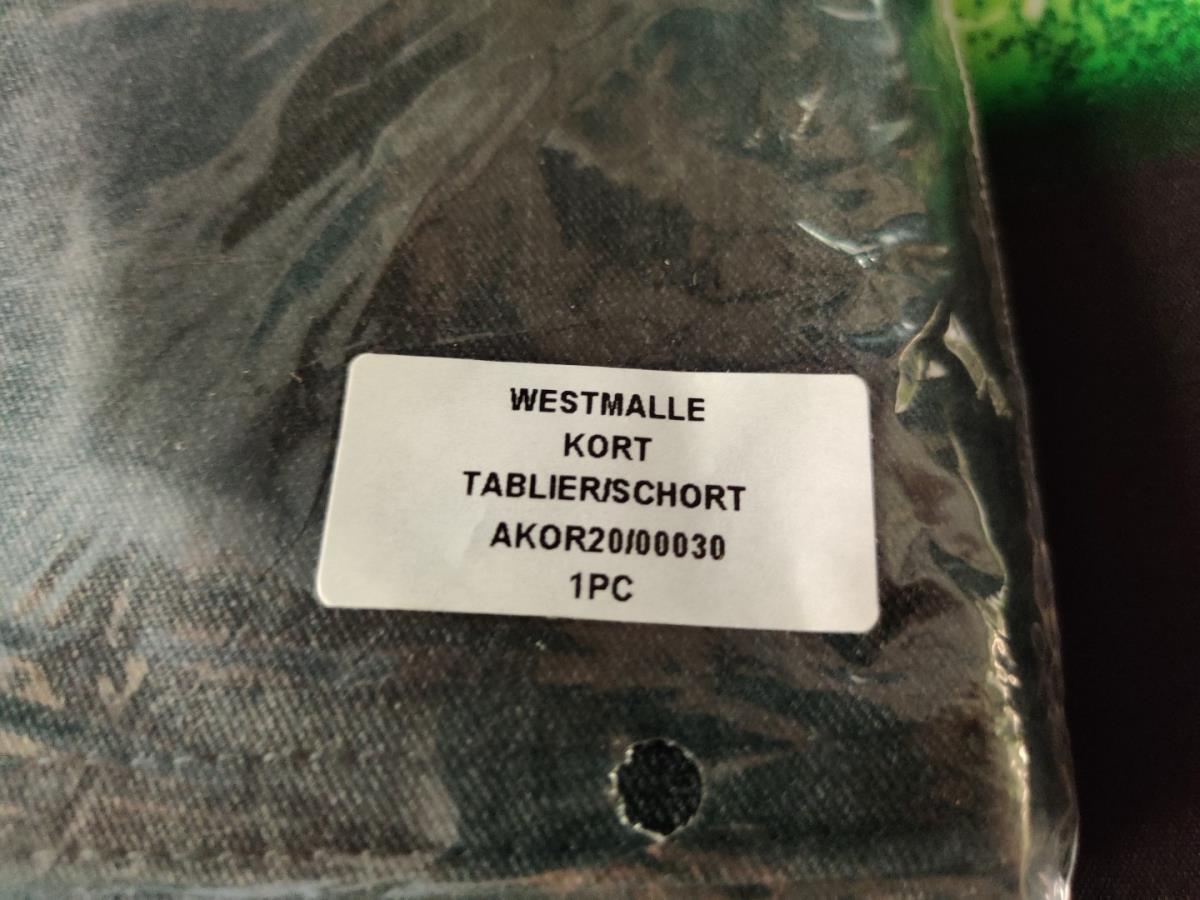 WESTMALLE
KORT
TABLIER/SCHORT
AKOR20/00030
1PC